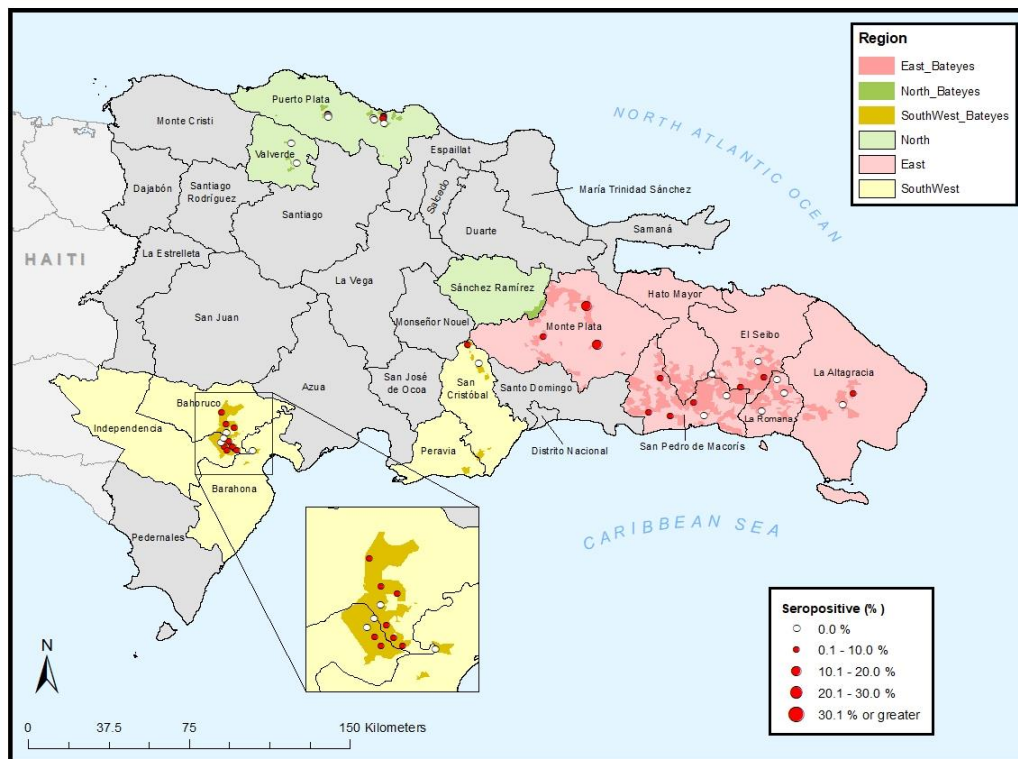 Region
East_Bateyes
North_Bateyes
SouthWest_Bateyes
North
East
SouthWest
NORTH ATLANTIC OCEAN
Puerto Plata
Monte Cristi
Espaillat
Valverde
Dajabón
Santiago
Rodríguez
Salcedo
María Trinidad Sánchez
Santiago
Duarte
Samaná
La Estrelleta
HAITI
La Vega
Sánchez Ramírez
Hato Mayor
San Juan
Monseñor Nouel
Monte Plata
El Seibo
San José
de Ocoa
San
Cristóbal
Santo Domingo
La Altagracia
Azua
Bahoruco
Independencia
La Romana
Peravia
Distrito Nacional
San Pedro de Macorís
Barahona
Pedernales
CARIBBEAN SEA
Seropositive (%)
0.0 %
0.1 - 10.0 %
10.1 - 20.0 %
20.1 - 30.0 %
30.1 % or greater
N
0 37.5 75 150 Kilometers